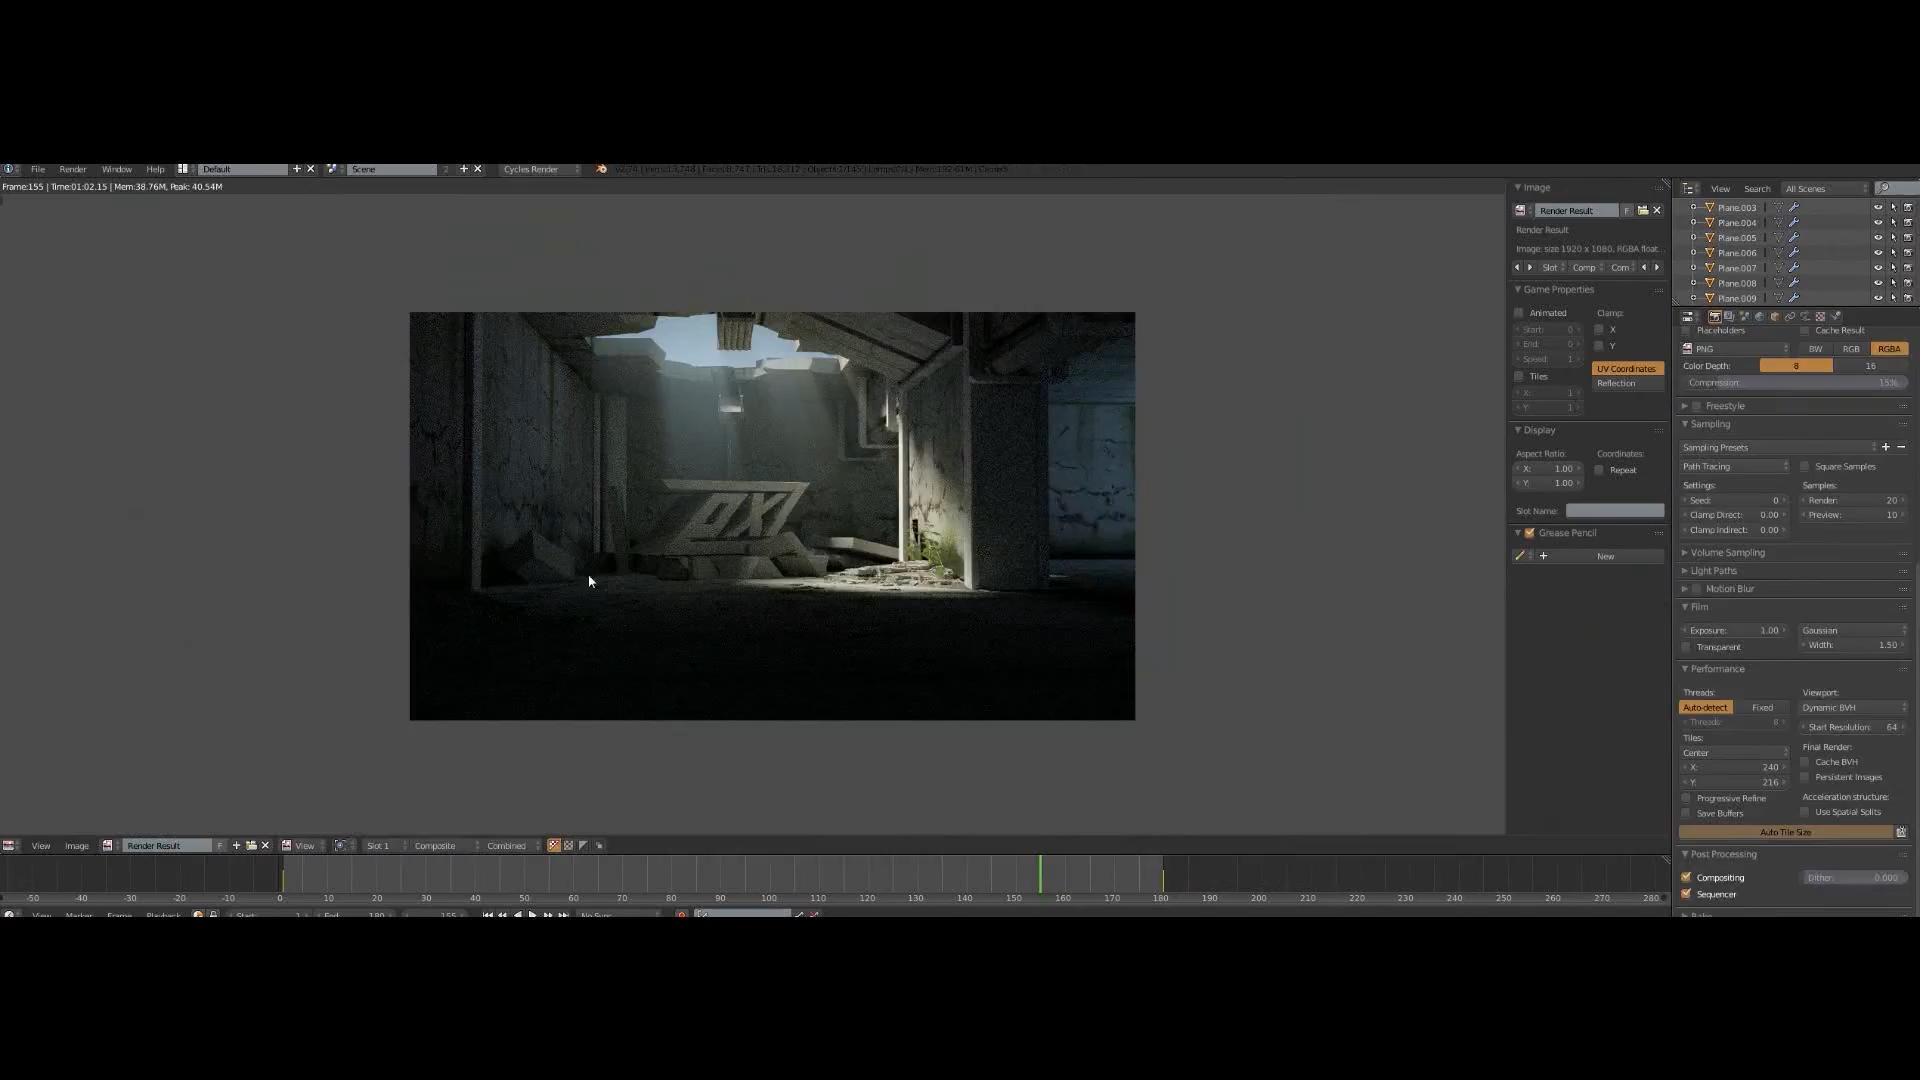 File Render Window Help Default Scene 2 Cycles Render
Frame:155 | Time:01:02.15 | Mem:38.76M, Peak: 40.54M
Image
Render Result F
Render Result
Image: size 1920 x 1080, RGBA float...
Slot Comp Com
Game Properties
Animated Clamp:
Start: 0 X
End: 0 Y
Speed: 1
UV Coordinates
Tiles Reflection
X: 1
Y: 1
Display
Aspect Ratio: Coordinates:
X: 1.00 Repeat
Y: 1.00
Slot Name:
Grease Pencil
New
View Search All Scenes
Plane.003
Plane.004
Plane.005
Plane.006
Plane.007
Plane.008
Plane.009
Placeholders Cache Result
PNG BW RGB RGBA
Color Depth: 8 16
Compression: 15%
Freestyle
Sampling
Sampling Presets
Path Tracing Square Samples
Settings: Samples:
Seed: 0 Render: 20
Clamp Direct: 0.00 Preview: 10
Clamp Indirect: 0.00
Volume Sampling
Light Paths
Motion Blur
Film
Exposure: 1.00 Gaussian
Transparent Width: 1.50
Performance
Threads: Viewport:
Auto-detect Fixed Dynamic BVH
Threads: 8 Start Resolution: 64
Tiles: Final Render:
Center Cache BVH
X: 240 Persistent Images
Y: 216
Progressive Refine Acceleration structure:
Save Buffers Use Spatial Splits
Auto Tile Size
Post Processing
Compositing Dither: 0.000
Sequencer
View Image Render Result F View Slot 1 Composite Combined
-50 -40 -30 -20 -10 0 10 20 30 40 50 60 70 80 90 100 110 120 130 140 150 160 170 180 190 200 210 220 230 240 250 260 270 280
View Marker Frame Playback Start: 1 End: 180 155 No Sync